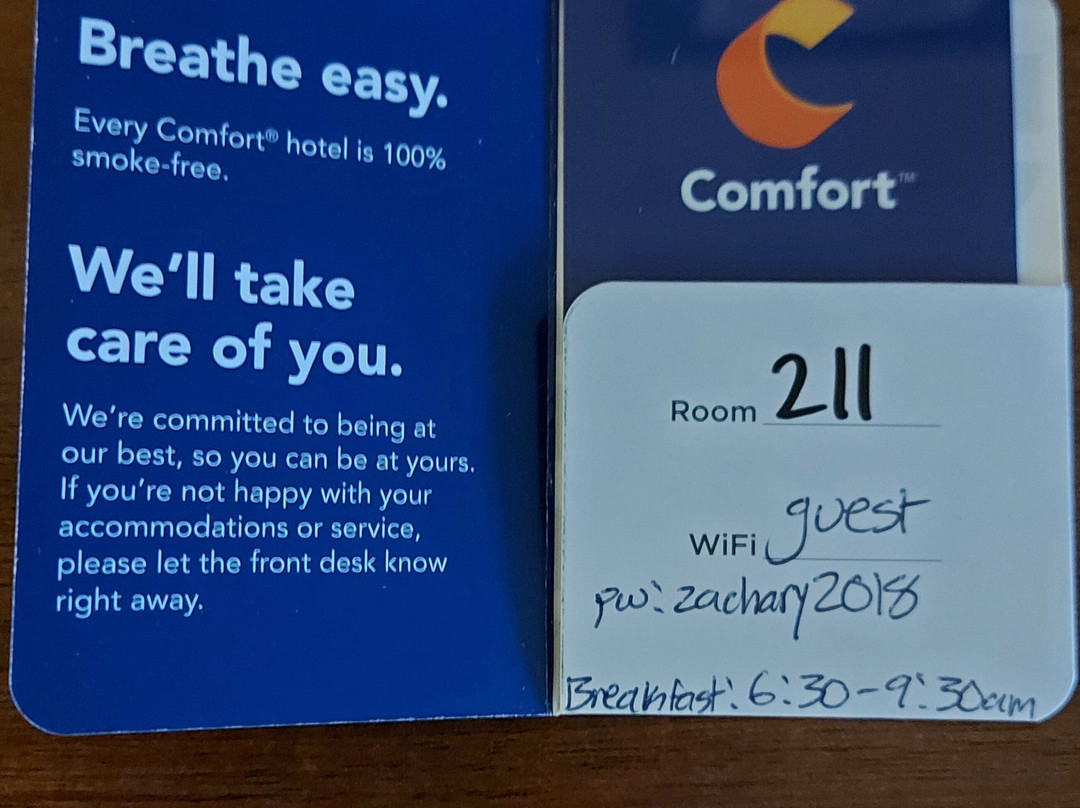 Breathe easy.
Every Comfort® hotel is 100%
smoke-free.
We'll take
care of you.
We're committed to being at
our best, so you can be at yours.
If you're not happy with your
accommodations or service,
please let the front desk know
right away.
Comfort™
Room 211
WiFi guest
pw: zachary2018
Breakfast: 6:30-9:30am